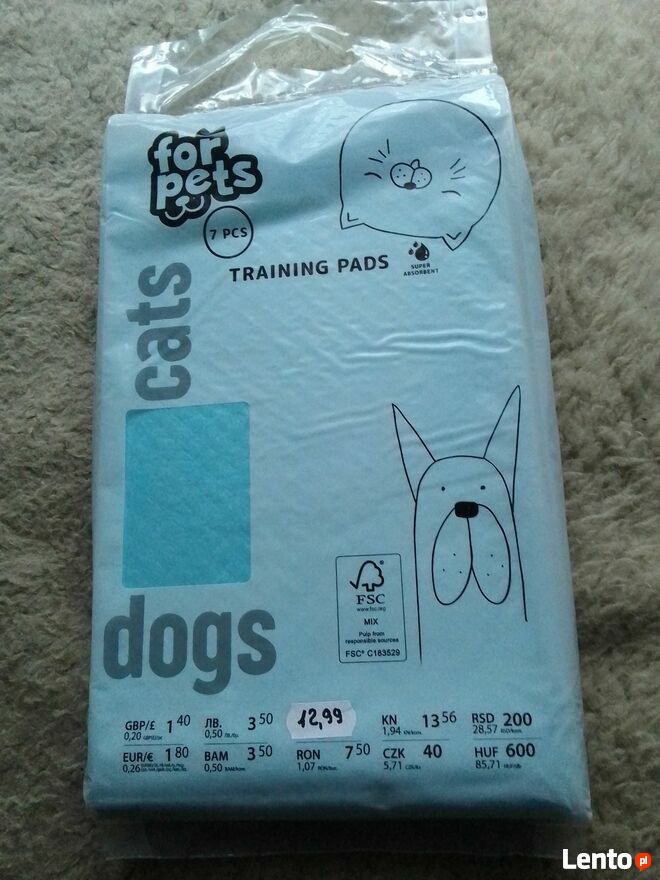 for
pets
7 PCS
TRAINING PADS
SUPER
ABSORBENT
cats
dogs
FSC
www.fsc.org
MIX
Pulp from
responsible sources
FSC® C183529
GBP/£ 1 40
0,20
ЛВ. 3 50
0,50
12,99
KN 13 56
1,94
RSD 200
28,57
EUR/€ 1 80
0,26
BAM 3 50
0,50
RON 7 50
1,07
CZK 40
5,71
HUF 600
85,71
Lento pl